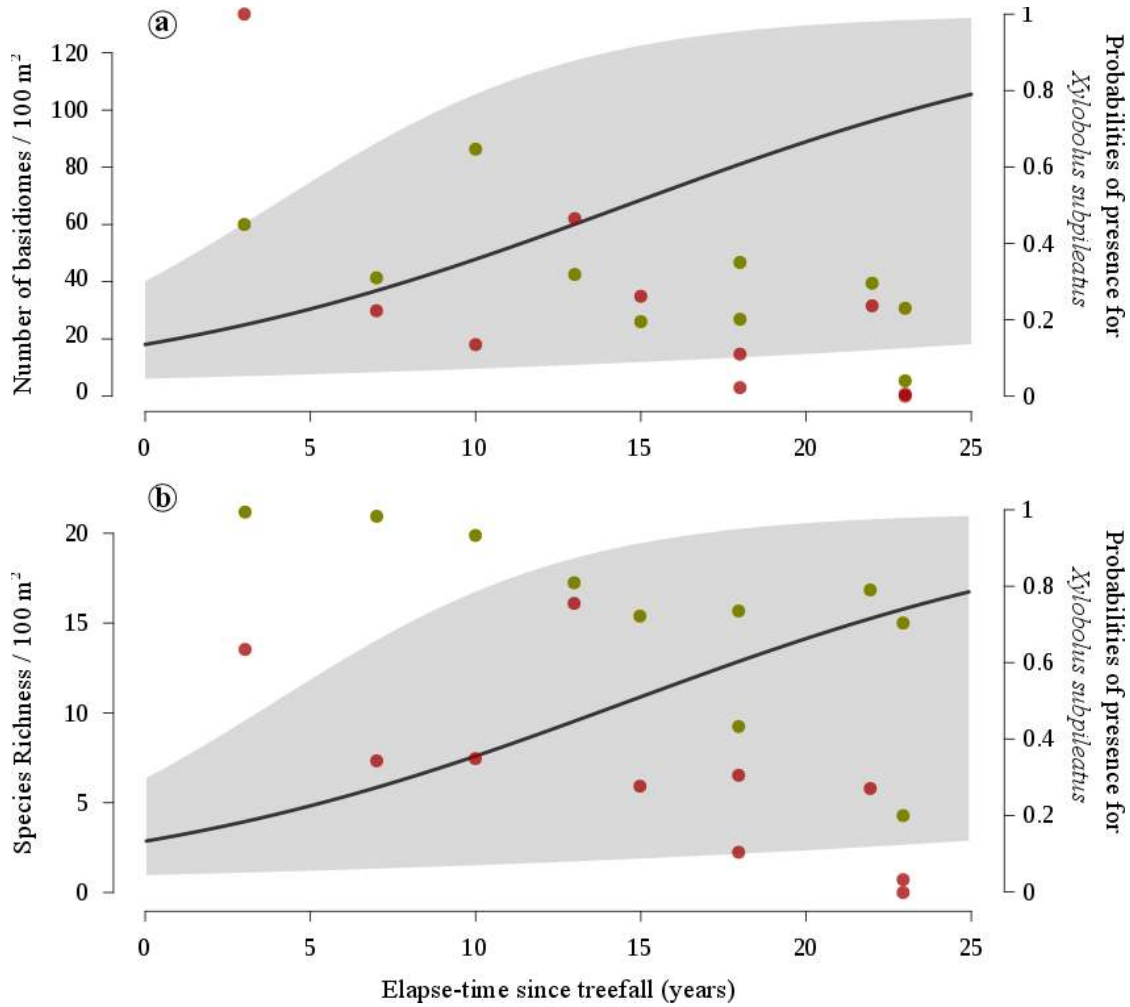 a
Number of basidiomes / 100 m²
120
100
80
60
40
20
0
1
0.8
0.6
0.4
0.2
0
Probabilities of presence for
Xylobolus subpileatus
0 5 10 15 20 25
b
Species Richness / 100 m²
20
15
10
5
0
1
0.8
0.6
0.4
0.2
0
Probabilities of presence for
Xylobolus subpileatus
0 5 10 15 20 25
Elapse-time since treefall (years)